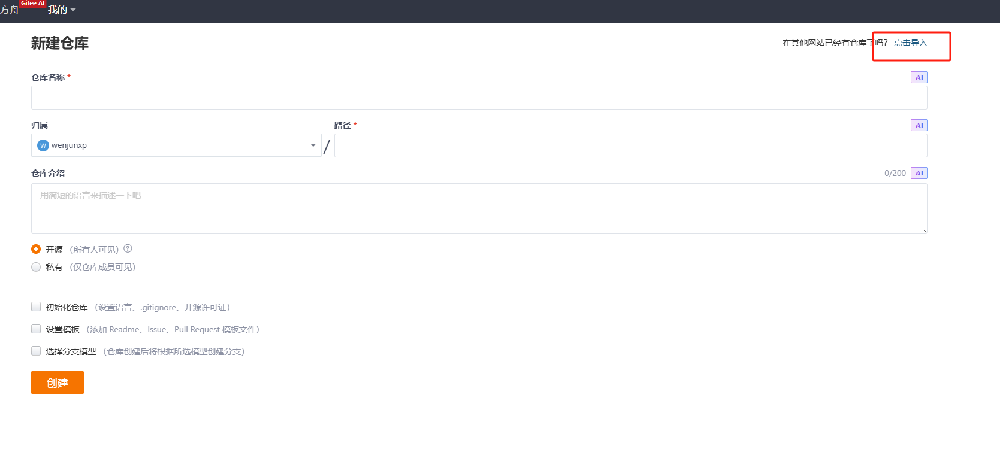 方舟 Gitee AI 我的
新建仓库 在其他网站已经有仓库了吗？ 点击导入
仓库名称 * AI
归属 路径 * AI
W wenjunxp /
仓库介绍 0/200 AI
用简短的语言来描述一下吧
开源 （所有人可见） ?
私有 （仅仓库成员可见）
初始化仓库 （设置语言、.gitignore、开源许可证）
设置模板 （添加 Readme、Issue、Pull Request 模板文件）
选择分支模型 （仓库创建后将根据所选模型创建分支）
创建